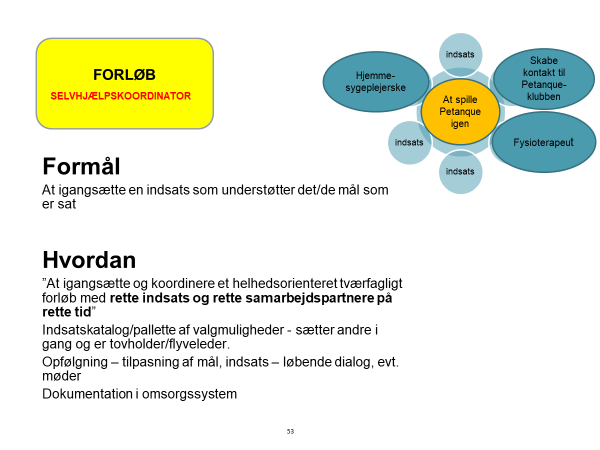 FORLØB
SELVHJÆLPSKOORDINATOR
indsats
Hjemme-
sygeplejerske
Skabe
kontakt til
Petanque-
klubben
At spille
Petanque
igen
indsats
Fysioterapeut
indsats
Formål
At igangsætte en indsats som understøtter det/de mål som
er sat
Hvordan
”At igangsætte og koordinere et helhedsorienteret tværfagligt
forløb med rette indsats og rette samarbejdspartnere på
rette tid”
Indsatskatalog/pallette af valgmuligheder - sætter andre i
gang og er tovholder/flyveleder.
Opfølgning – tilpasning af mål, indsats – løbende dialog, evt.
møder
Dokumentation i omsorgssystem
53